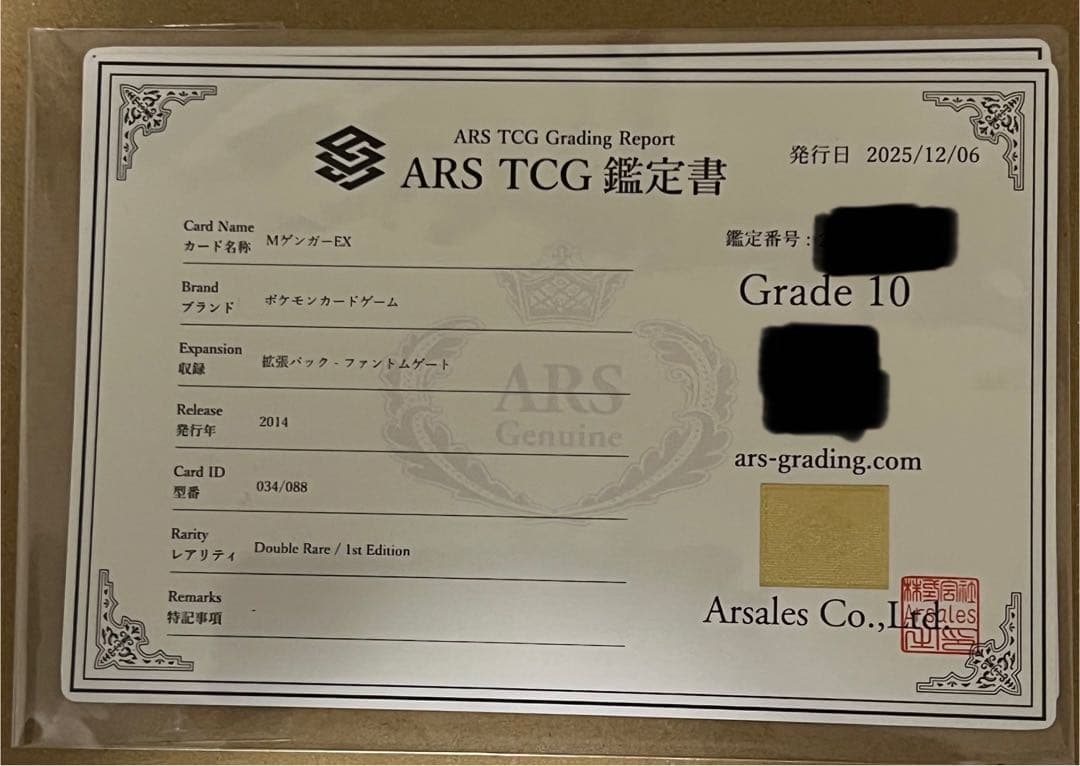 ARS TCG Grading Report
ARS TCG 鑑定書
発行日 2025/12/06
Card Name
カード名称 MゲンガーEX
鑑定番号:
Grade 10
Brand
ブランド ポケモンカードゲーム
Expansion
収録 拡張パック - ファントムゲート
Release
発行年 2014
Card ID
型番 034/088
Rarity
レアリティ Double Rare / 1st Edition
Remarks
特記事項 -
ARS
Genuine
ars-grading.com
Arsales Co.,Ltd.
株式会社
Arsales